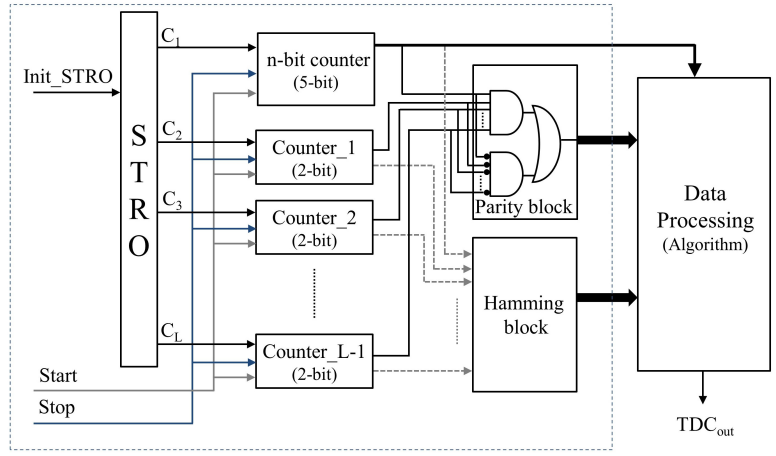 Init_STRO
S
T
R
O
C1
n-bit counter
(5-bit)
C2
Counter_1
(2-bit)
C3
Counter_2
(2-bit)
CL
Counter_L-1
(2-bit)
Start
Stop
Parity block
Hamming
block
Data
Processing
(Algorithm)
TDCout